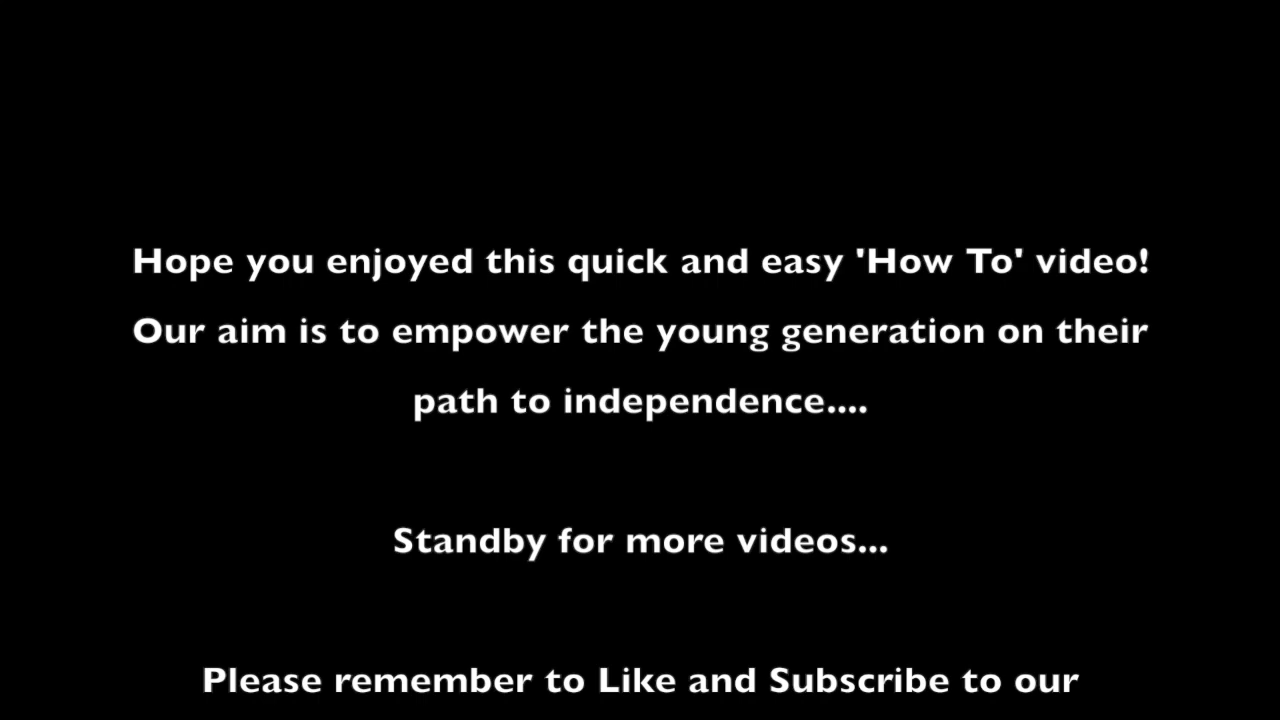 Hope you enjoyed this quick and easy 'How To' video!
Our aim is to empower the young generation on their
path to independence....
Standby for more videos...
Please remember to Like and Subscribe to our